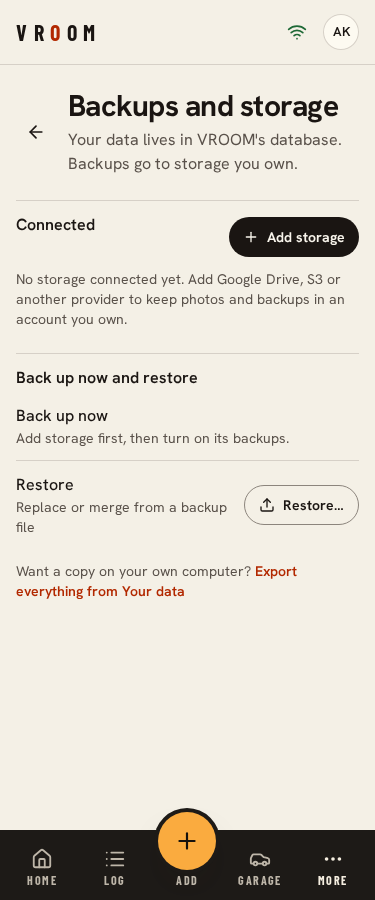 VROOM
AK
Backups and storage
Your data lives in VROOM's database.
Backups go to storage you own.
Connected
Add storage
No storage connected yet. Add Google Drive, S3 or
another provider to keep photos and backups in an
account you own.
Back up now and restore
Back up now
Add storage first, then turn on its backups.
Restore
Replace or merge from a backup
file
Restore...
Want a copy on your own computer? Export
everything from Your data
HOME
LOG
ADD
GARAGE
MORE